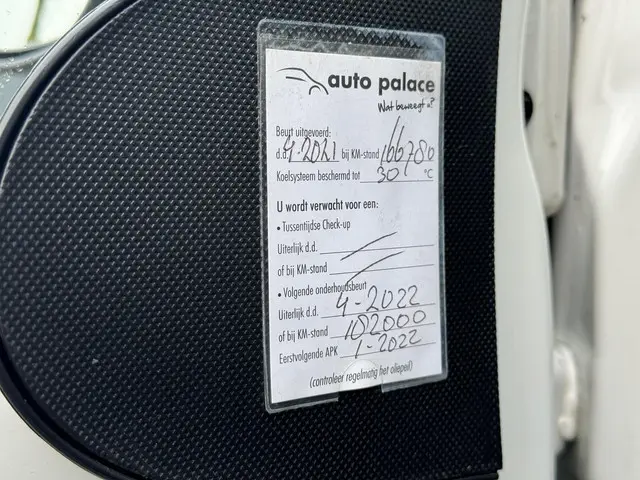 auto palace
Wat beweegt u?
Beurt uitgevoerd:
d.d. 4-2021 bij KM-stand 166780
Koelsysteem beschermd tot 30 °C
U wordt verwacht voor een:
• Tussentijdse Check-up
Uiterlijk d.d.
of bij KM-stand
• Volgende onderhoudsbeurt
Uiterlijk d.d. 4-2022
of bij KM-stand 182000
Eerstvolgende APK 1-2022
(controleer regelmatig het oliepeil)